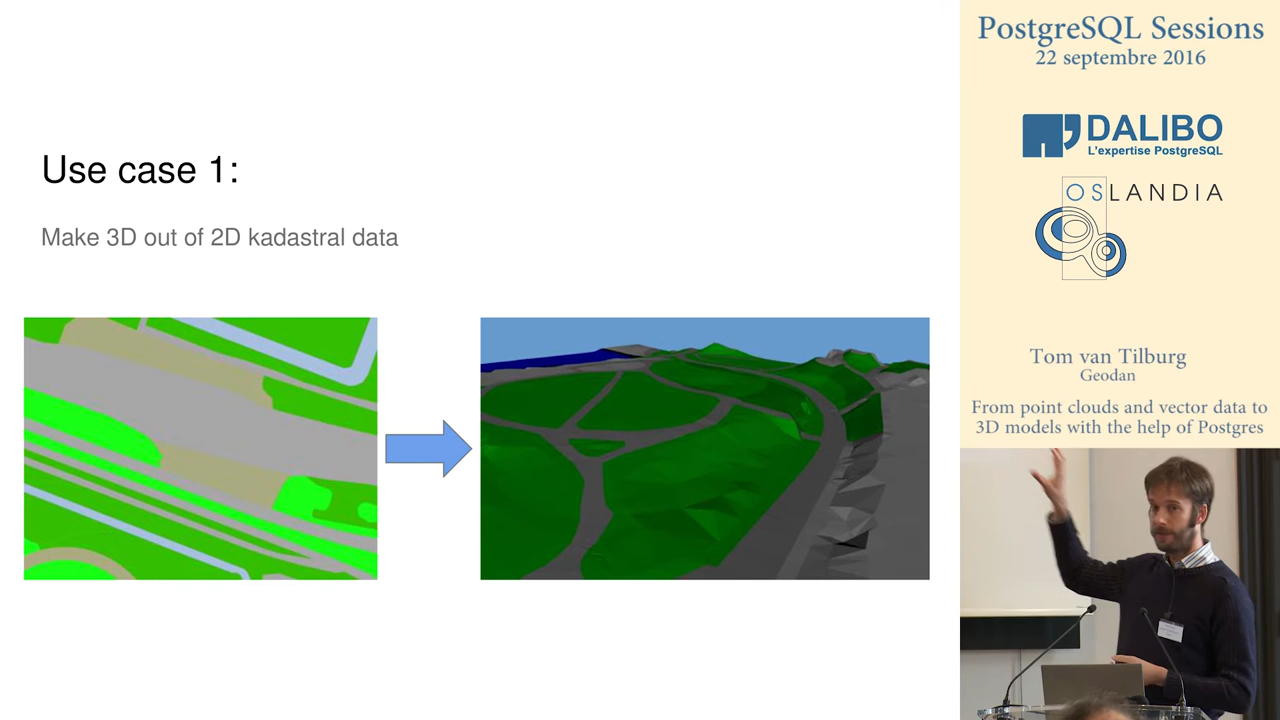 Use case 1:
Make 3D out of 2D kadastral data
PostgreSQL Sessions
22 septembre 2016
DALIBO
L'expertise PostgreSQL
OSLANDIA
Tom van Tilburg
Geodan
From point clouds and vector data to
3D models with the help of Postgres